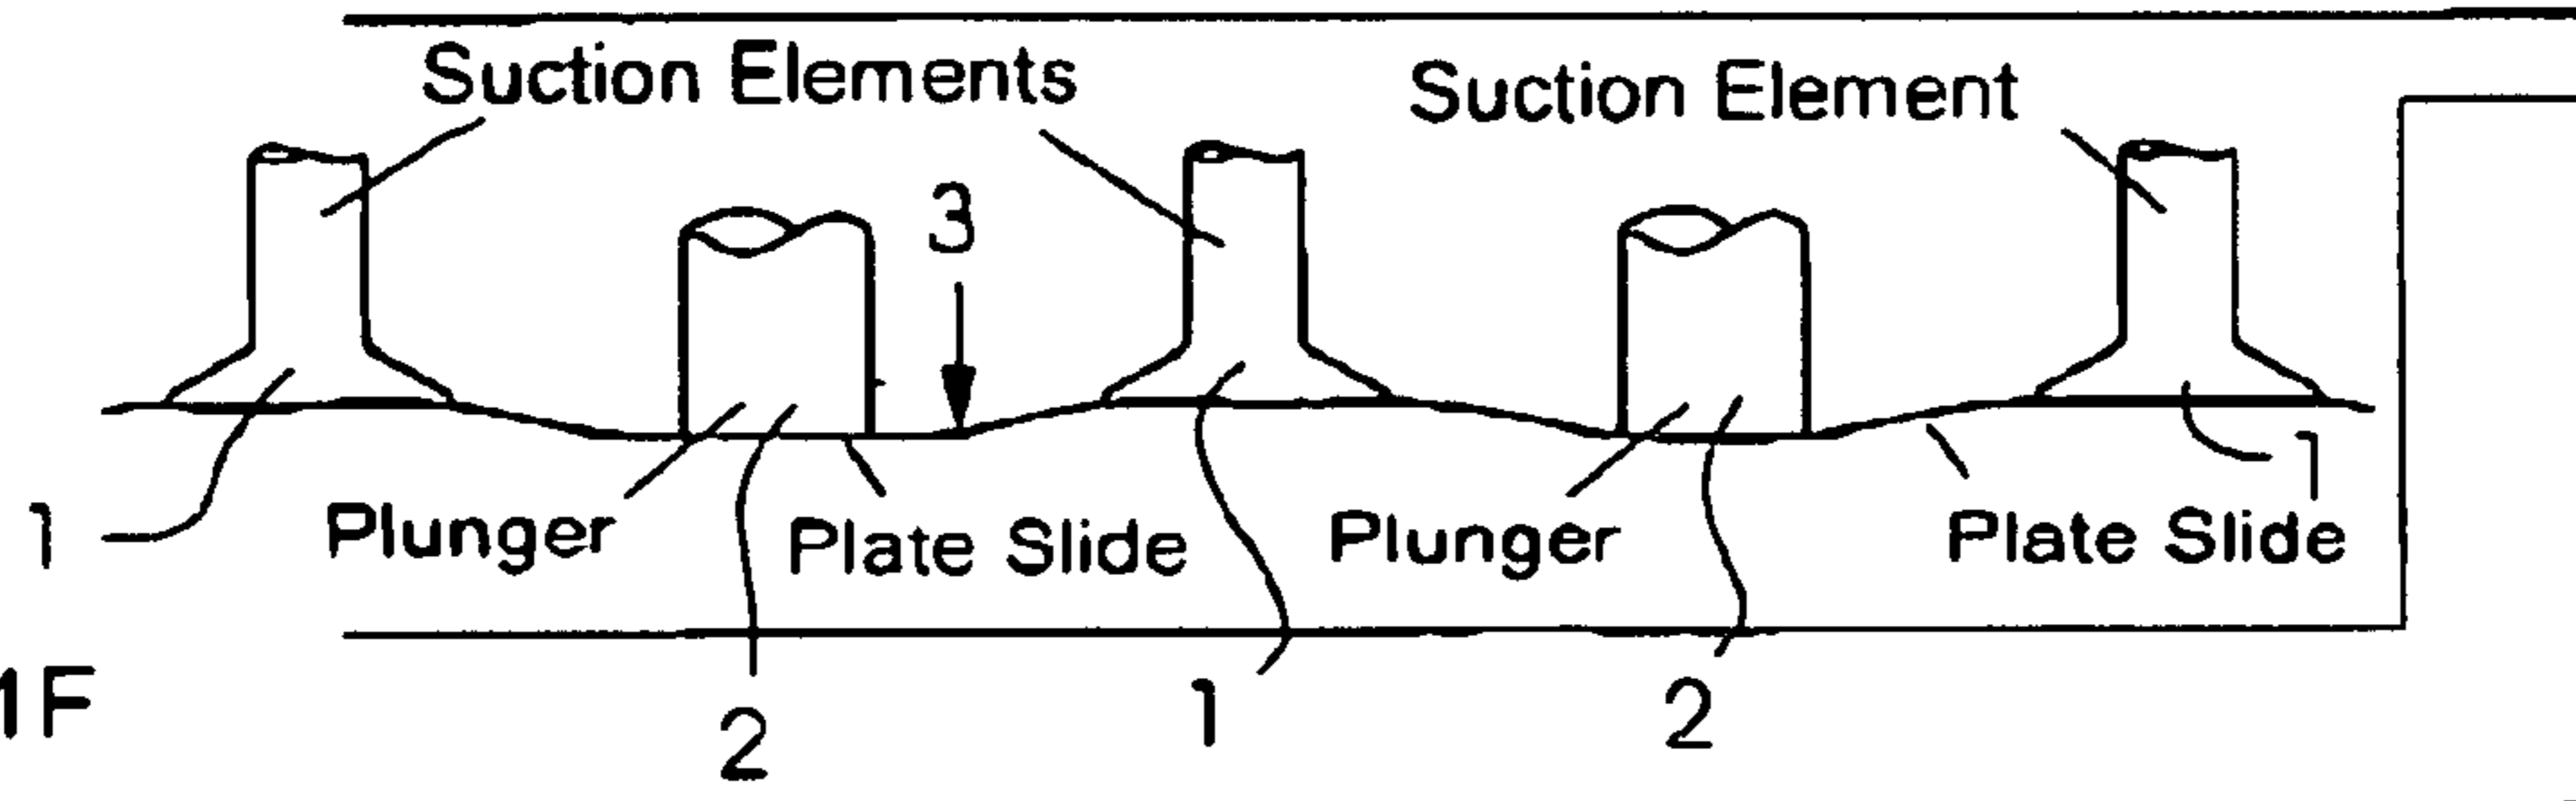 Suction Elements
Suction Element
3
1
Plunger
Plate Slide
Plunger
Plate Slide
1
1F
2
1
2